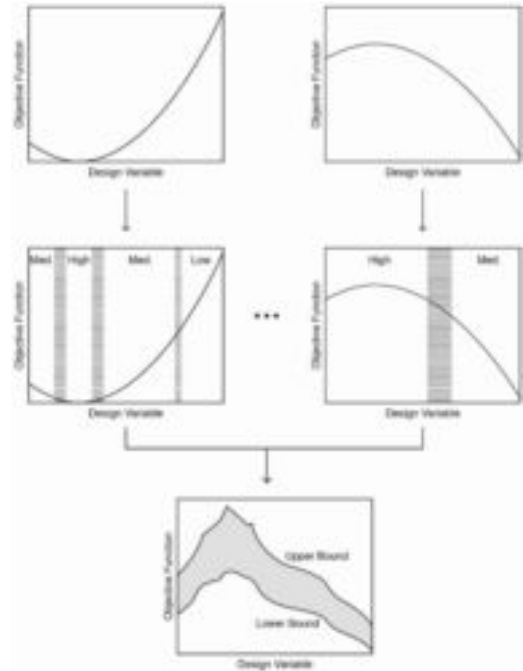 Objective Function
Design Variable
Objective Function
Design Variable
Med High Med Low
Objective Function
Design Variable
...
High Med
Objective Function
Design Variable
Upper Bound
Lower Bound
Objective Function
Design Variable